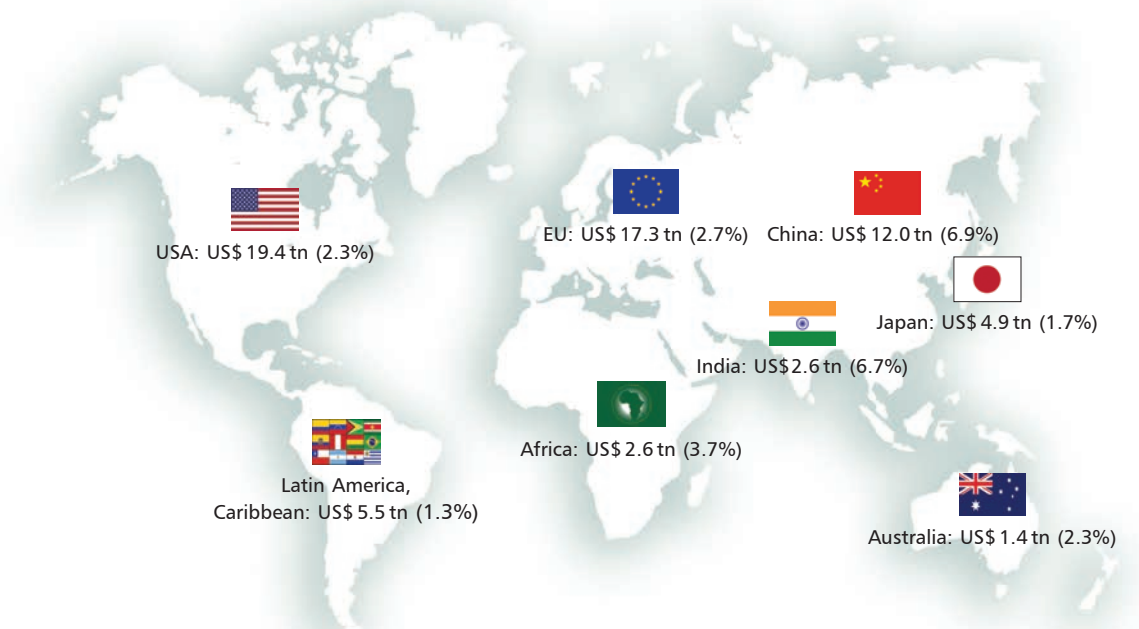 USA: US$ 19.4 tn (2.3%)
EU: US$ 17.3 tn (2.7%)
China: US$ 12.0 tn (6.9%)
Japan: US$ 4.9 tn (1.7%)
India: US$ 2.6 tn (6.7%)
Africa: US$ 2.6 tn (3.7%)
Latin America,
Caribbean: US$ 5.5 tn (1.3%)
Australia: US$ 1.4 tn (2.3%)